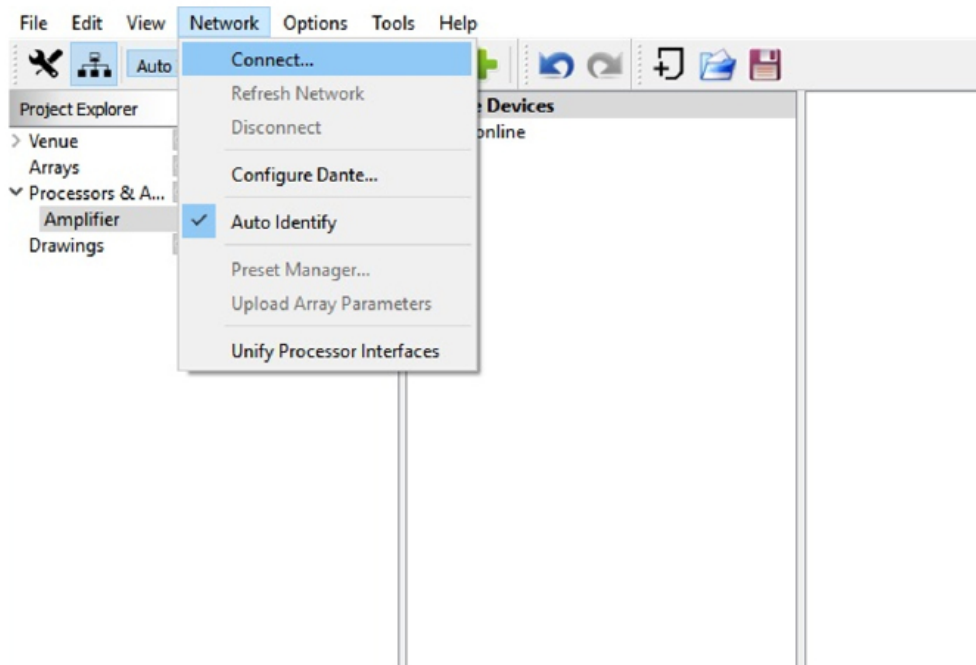 File Edit View Network Options Tools Help
Auto
Connect...
Refresh Network
Disconnect
Configure Dante...
Auto Identify
Preset Manager...
Upload Array Parameters
Unify Processor Interfaces
Project Explorer
Venue
Arrays
Processors & A...
Amplifier
Drawings
Devices
online